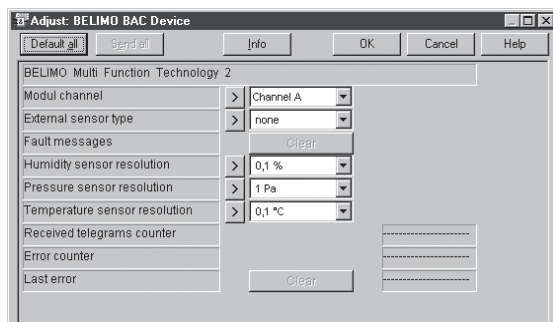 Adjust: BELIMO BAC Device
Default all Send all Info OK Cancel Help
BELIMO Multi Function Technology 2
Modul channel > Channel A
External sensor type > none
Fault messages Clear
Humidity sensor resolution > 0,1 %
Pressure sensor resolution > 1 Pa
Temperature sensor resolution > 0,1 °C
Received telegrams counter --------------------
Error counter --------------------
Last error Clear --------------------